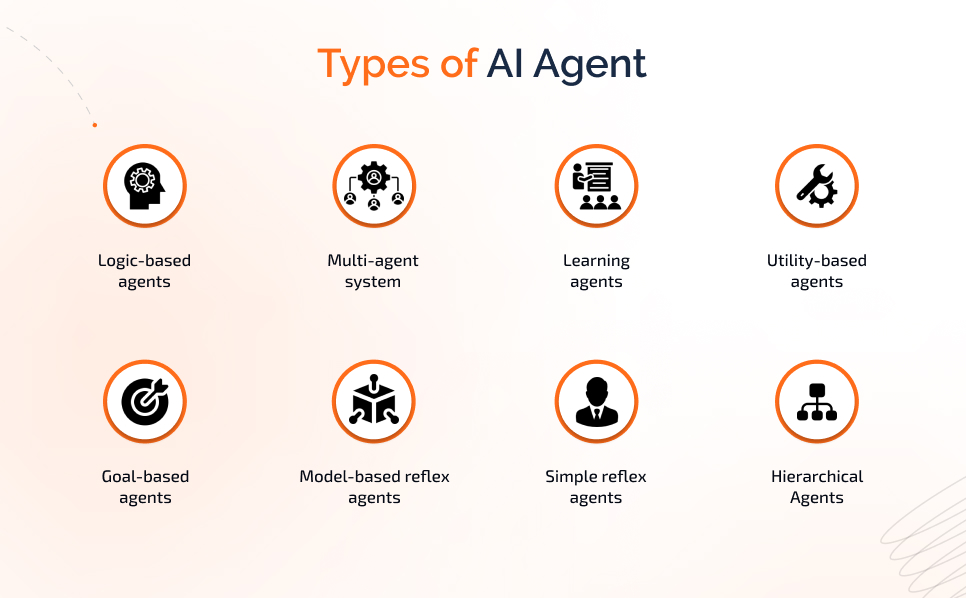 Types of AI Agent
Logic-based
agents
Multi-agent
system
Learning
agents
Utility-based
agents
Goal-based
agents
Model-based reflex
agents
Simple reflex
agents
Hierarchical
Agents